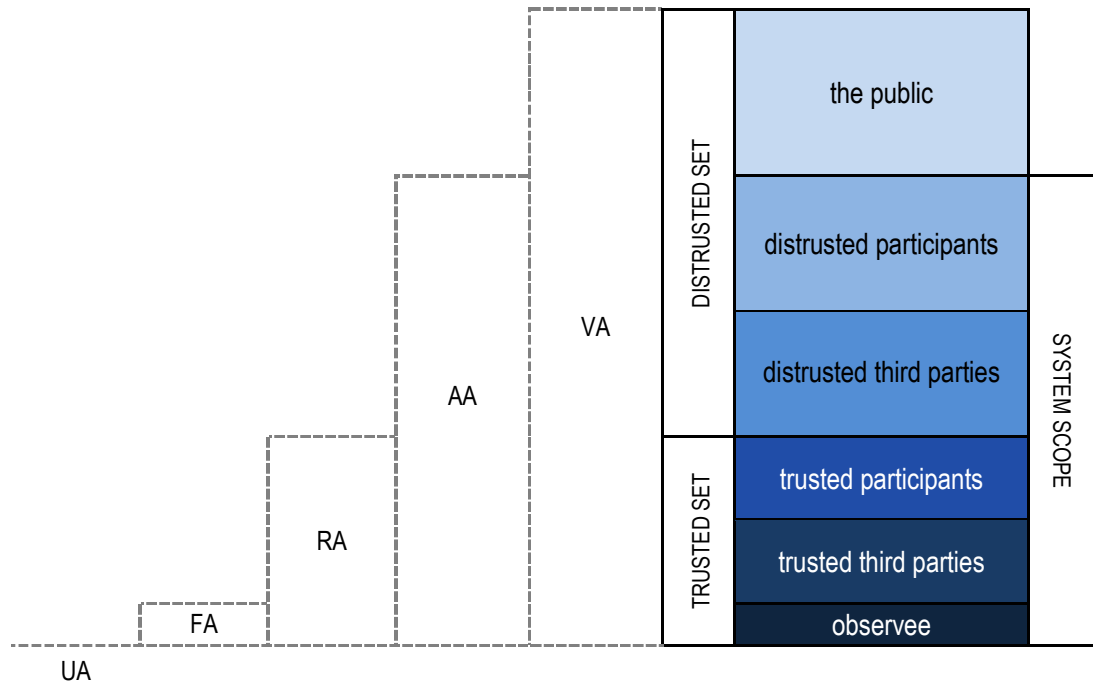 the public
DISTRUSTED SET
distrusted participants
VA
distrusted third parties
SYSTEM SCOPE
AA
trusted participants
TRUSTED SET
RA
trusted third parties
FA
observee
UA